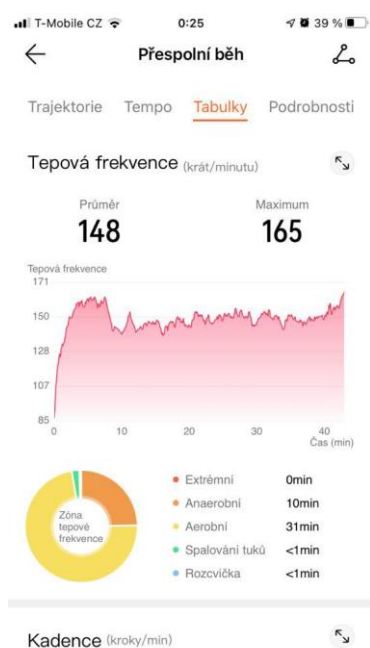 T-Mobile CZ 0:25 39 %
Přespolní běh
Trajektorie Tempo Tabulky Podrobnosti
Tepová frekvence (krát/minutu)
Průměr Maximum
148 165
Tepová frekvence
171
150
128
107
85
0 10 20 30 40
Čas (min)
Zóna
tepové
frekvence
Extrémní 0min
Anaerobní 10min
Aerobní 31min
Spalování tuků <1min
Rozcvička <1min
Kadence (kroky/min)